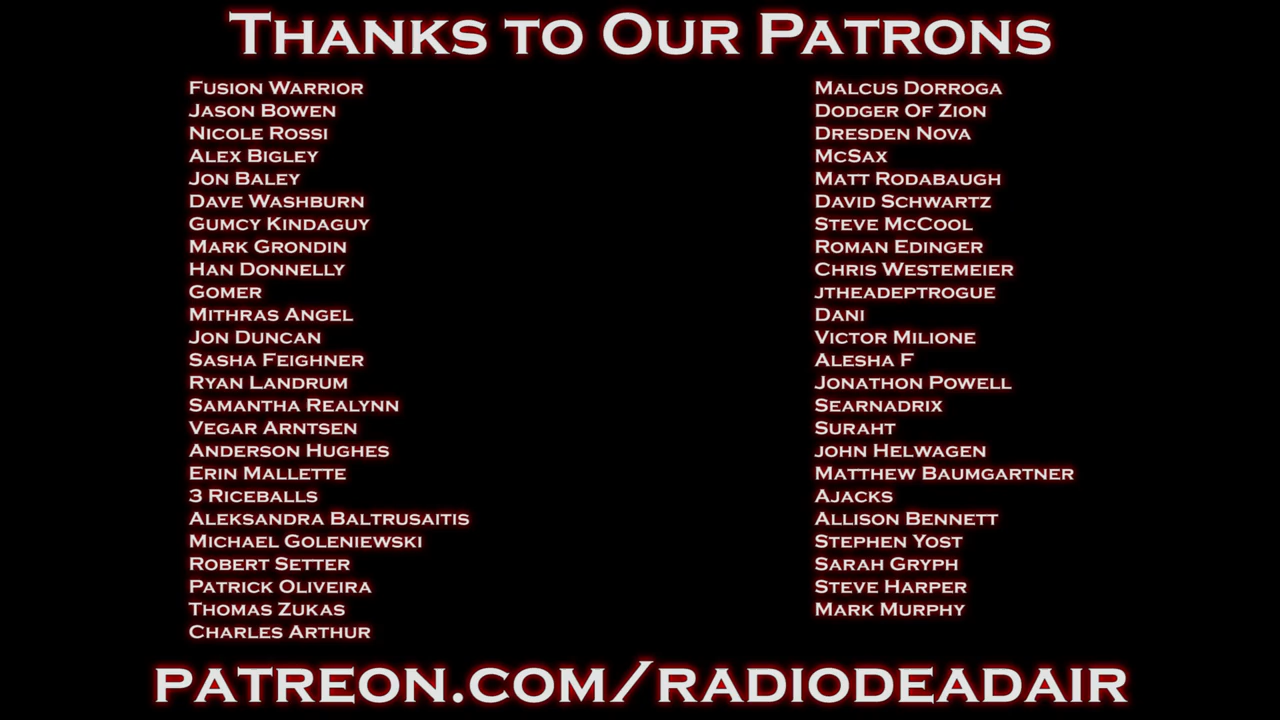 Thanks to Our Patrons
Fusion Warrior
Jason Bowen
Nicole Rossi
Alex Bigley
Jon Baley
Dave Washburn
Gumcy Kindaguy
Mark Grondin
Han Donnelly
Gomer
Mithras Angel
Jon Duncan
Sasha Feighner
Ryan Landrum
Samantha Realynn
Vegar Arntsen
Anderson Hughes
Erin Mallette
3 Riceballs
Aleksandra Baltrusaitis
Michael Goleniewski
Robert Setter
Patrick Oliveira
Thomas Zukas
Charles Arthur
Malcus Dorroga
Dodger Of Zion
Dresden Nova
McSax
Matt Rodabaugh
David Schwartz
Steve McCool
Roman Edinger
Chris Westemeier
jtheadeptrogue
Dani
Victor Milione
Alesha F
Jonathon Powell
Searnadrix
Suraht
john Helwagen
Matthew Baumgartner
Ajacks
Allison Bennett
Stephen Yost
Sarah Gryph
Steve Harper
Mark Murphy
patreon.com/radiodeadair